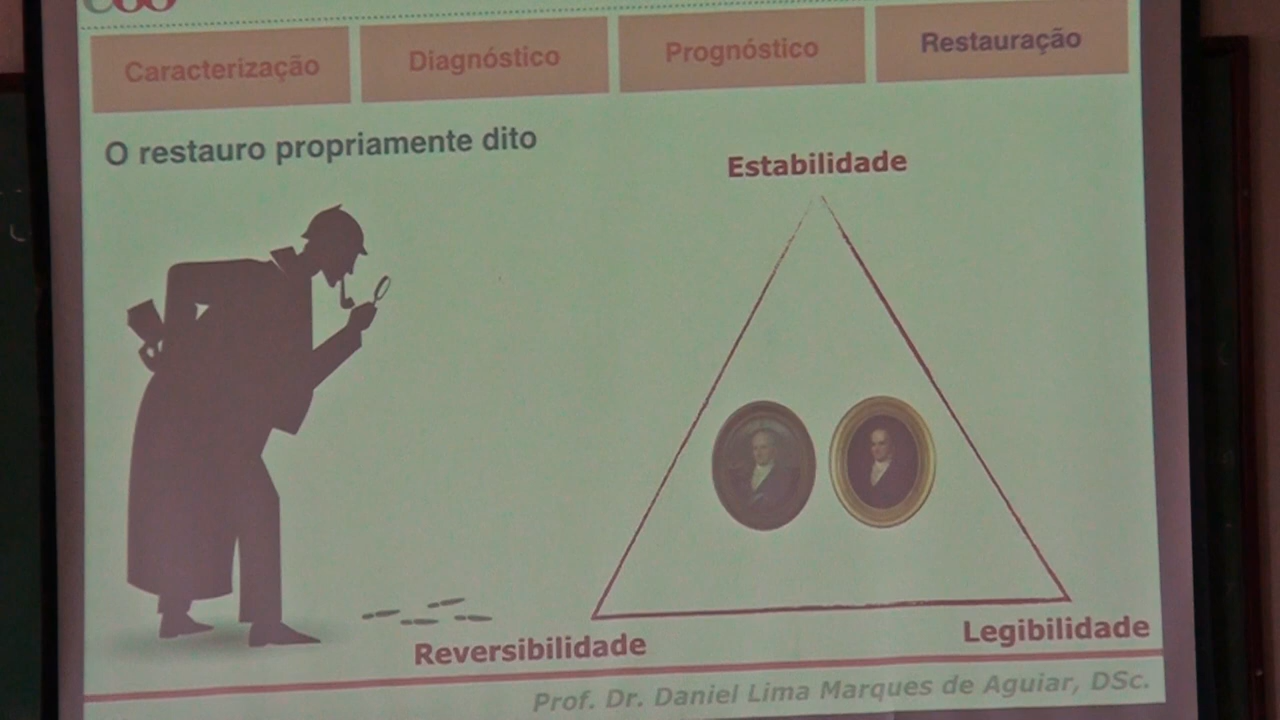 Caracterização
Diagnóstico
Prognóstico
Restauração
O restauro propriamente dito
Estabilidade
Reversibilidade
Legibilidade
Prof. Dr. Daniel Lima Marques de Aguiar, DSc.